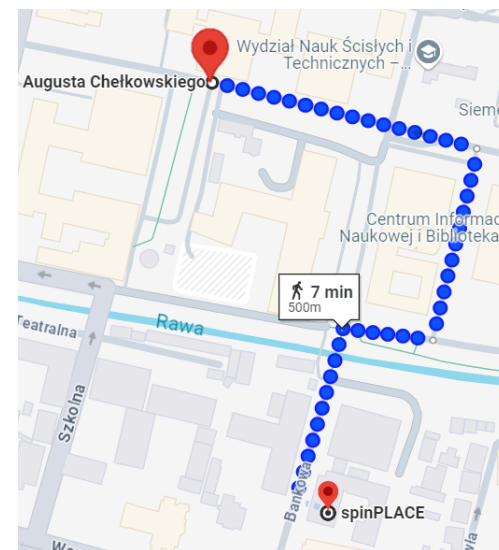 Wydział Nauk Ścisłych i
Technicznych –...
Augusta Chełkowskiego
Centrum Informac
Naukowej i Biblioteka
7 min
500m
Rawa
Teatralna
Szkolna
Bankowa
spinPLACE